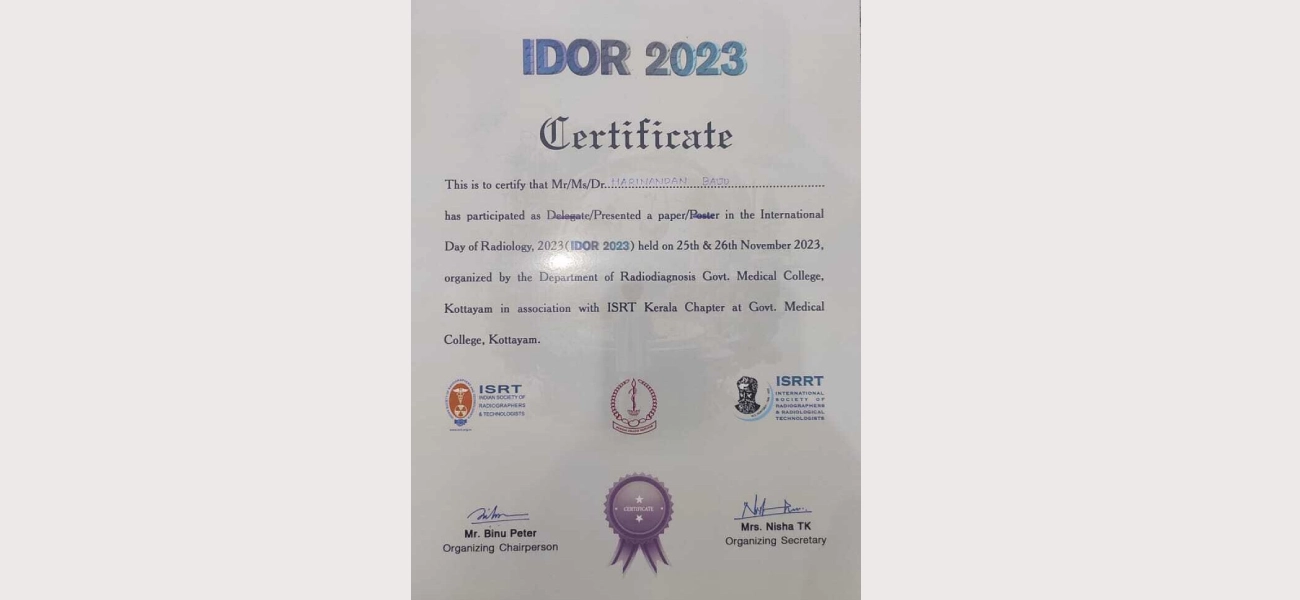 IDOR 2023
Certificate
This is to certify that Mr/Ms/Dr. HARINANDAN
has participated as Delegate/Presented a paper/Poster in the International
Day of Radiology, 2023(IDOR 2023) held on 25th & 26th November 2023,
organized by the Department of Radiodiagnosis Govt. Medical College,
Kottayam in association with ISRT Kerala Chapter at Govt. Medical
College, Kottayam.
ISRT
INDIAN SOCIETY OF
RADIOGRAPHERS
& TECHNOLOGISTS
ISRRT
INTERNATIONAL
SOCIETY OF
RADIOGRAPHERS
& RADIOLOGICAL
TECHNOLOGISTS
CERTIFICATE
Mr. Binu Peter
Organizing Chairperson
Mrs. Nisha TK
Organizing Secretary